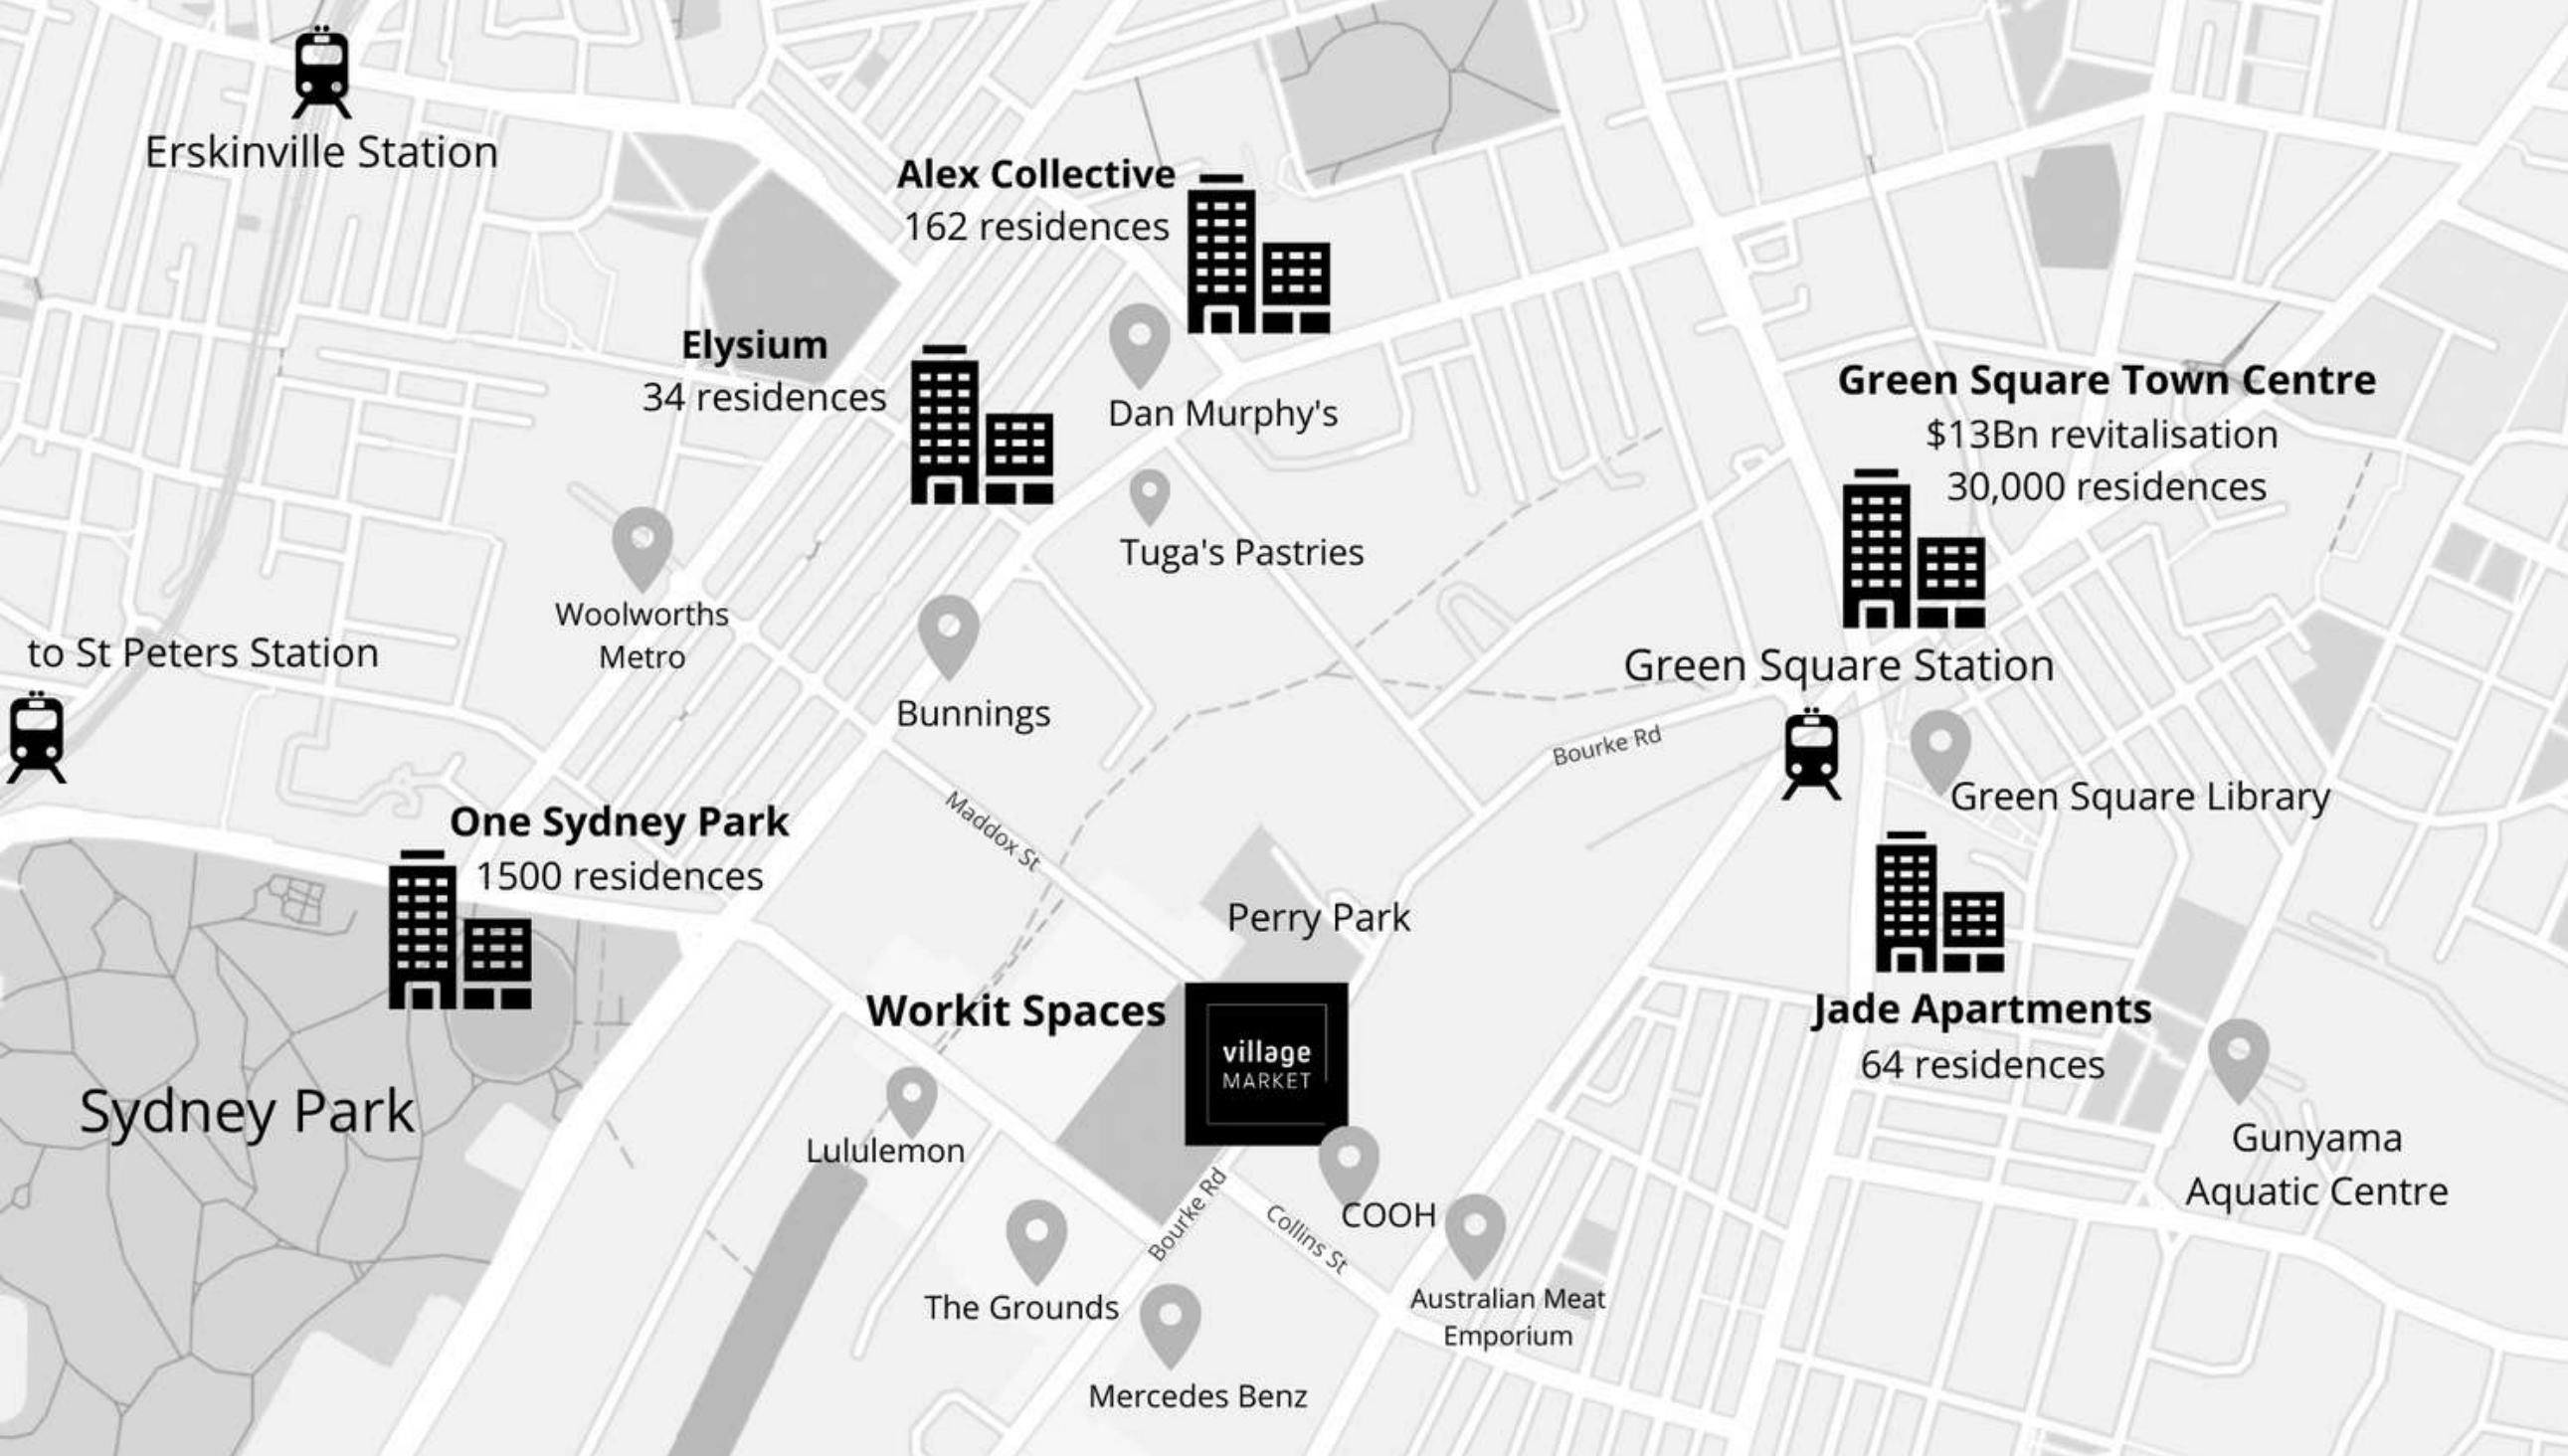 Erskinville Station
Alex Collective
162 residences
Elysium
34 residences
Dan Murphy's
Green Square Town Centre
$13Bn revitalisation
30,000 residences
Tuga's Pastries
Woolworths
Metro
to St Peters Station
Green Square Station
Bunnings
Bourke Rd
Green Square Library
Maddox St
One Sydney Park
1500 residences
Perry Park
Workit Spaces
village
MARKET
Jade Apartments
64 residences
Sydney Park
Lululemon
Gunyama
Aquatic Centre
Bourke Rd
Collins St
COOH
The Grounds
Australian Meat
Emporium
Mercedes Benz